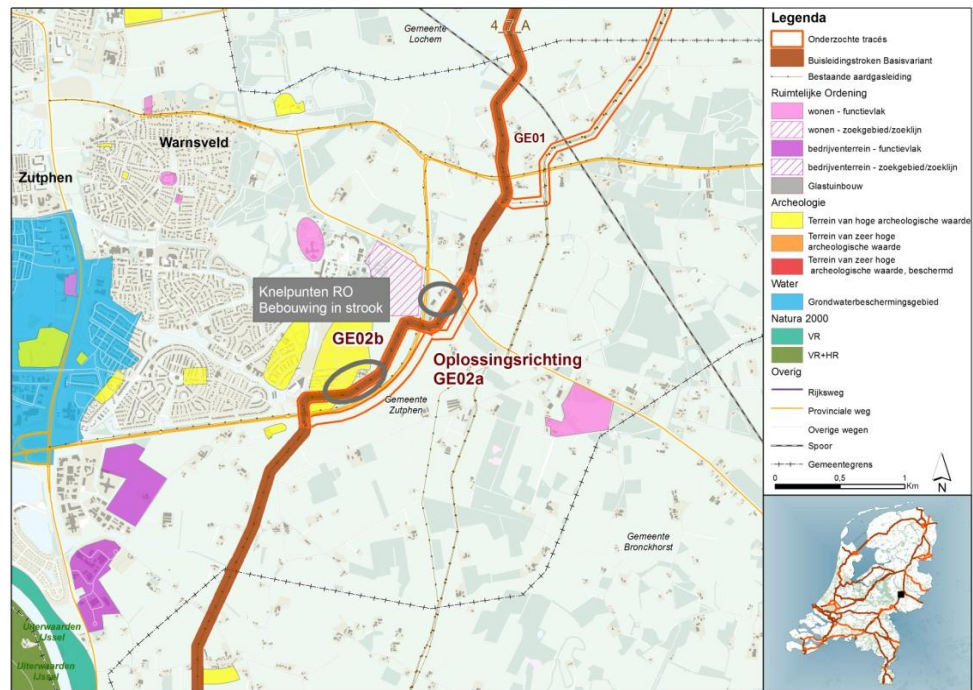 4_7_A
Gemeente
Lochem
GE01
Warnsveld
Zutphen
Knelpunten RO
Bebouwing in strook
GE02b
Oplossingsrichting
GE02a
Gemeente
Zutphen
Gemeente
Bronckhorst
Uiterwaarden
IJssel
Uiterwaarden
IJssel
Legenda
Onderzochte tracés
Buisleidingstroken Basisvariant
Bestaande aardgasleiding
Ruimtelijke Ordening
wonen - functievlak
wonen - zoekgebied/zoeklijn
bedrijventerrein - functievlak
bedrijventerrein - zoekgebied/zoeklijn
Glastuinbouw
Archeologie
Terrein van hoge archeologische waarde
Terrein van zeer hoge
archeologische waarde
Terrein van zeer hoge
archeologische waarde, beschermd
Water
Grondwaterbeschermingsgebied
Natura 2000
VR
VR+HR
Overig
Rijksweg
Provinciale weg
Overige wegen
Spoor
Gemeentegrens
0 0,5 1
Km
N